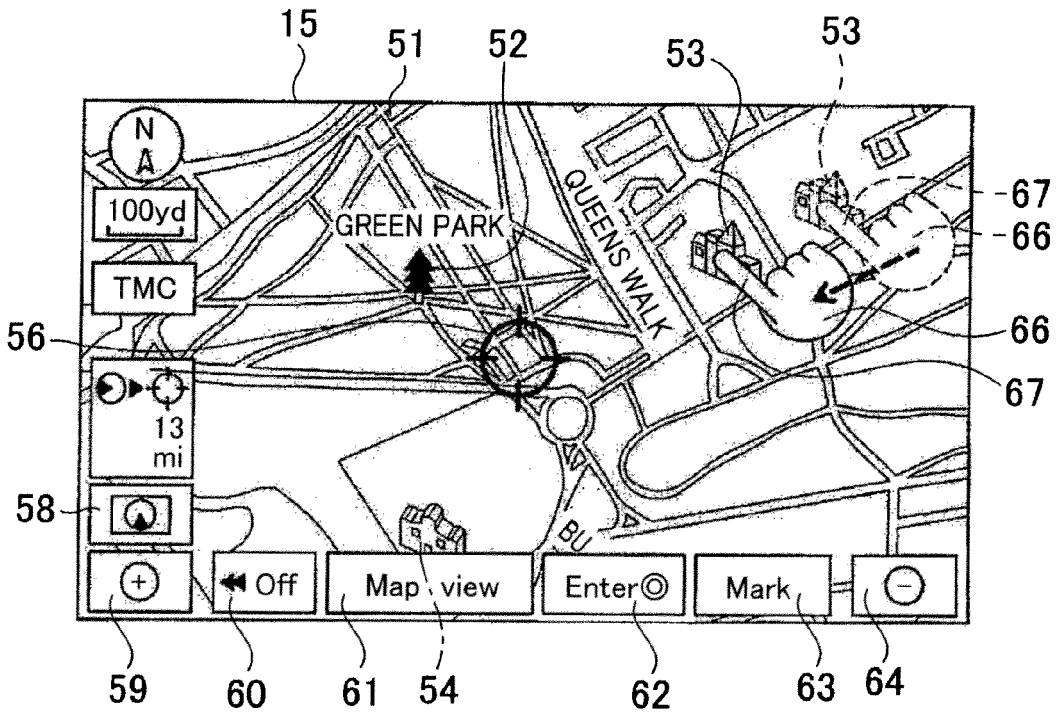 15 51 52 53 53
N
100yd
TMC
GREEN PARK
QUEENS WALK
67
66
56
66
67
13
mi
58
BU
Off Map view Enter Mark
59 60 61 54 62 63 64